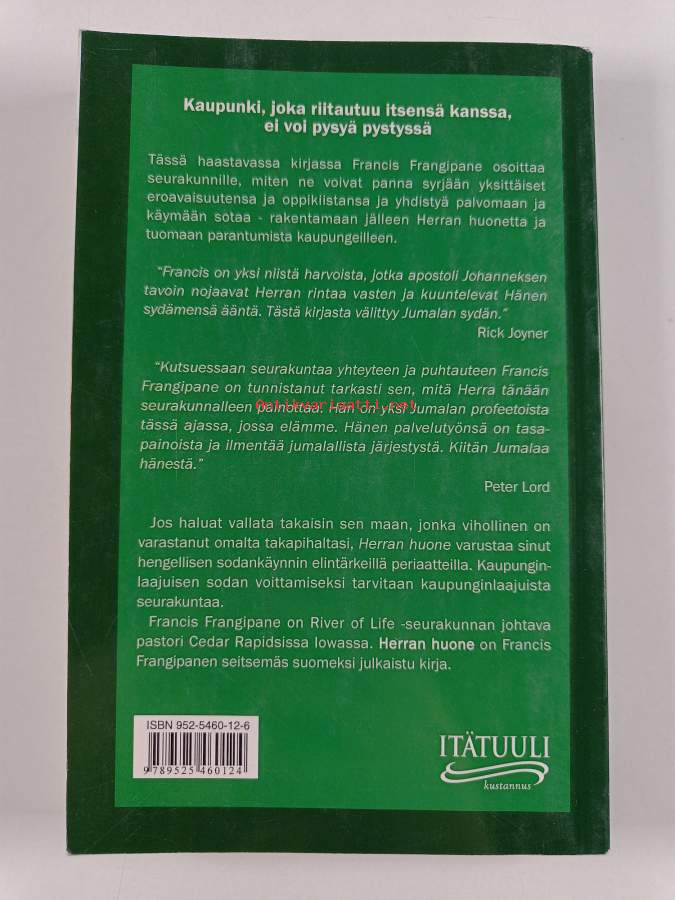 Kaupunki, joka riitautuu itsensä kanssa,
ei voi pysyä pystyssä
Tässä haastavassa kirjassa Francis Frangipane osoittaa
seurakunnille, miten ne voivat panna syrjään yksittäiset
eroavaisuutensa ja oppikiistansa ja yhdistyä palvomaan ja
käymään sotaa - rakentamaan jälleen Herran huonetta ja
tuomaan parantumista kaupungeilleen.
"Francis on yksi niistä harvoista, jotka apostoli Johanneksen
tavoin nojaavat Herran rintaa vasten ja kuuntelevat Hänen
sydämensä ääntä. Tästä kirjasta välittyy Jumalan sydän."
Rick Joyner
"Kutsuessaan seurakuntaa yhteyteen ja puhtauteen Francis
Frangipane on tunnistanut tarkasti sen, mitä Herra tänään
Antikvariaatti.net
seurakunnalleen painottaa. Hän on yksi Jumalan profeetoista
tässä ajassa, jossa elämme. Hänen palvelutyönsä on tasa-
painoista ja ilmentää jumalallista järjestystä. Kiitän Jumalaa
hänestä."
Peter Lord
Jos haluat vallata takaisin sen maan, jonka vihollinen on
varastanut omalta takapihaltasi, Herran huone varustaa sinut
hengellisen sodankäynnin elintärkeillä periaatteilla. Kaupungin-
laajuisen sodan voittamiseksi tarvitaan kaupunginlaajuista
seurakuntaa.
Francis Frangipane on River of Life -seurakunnan johtava
pastori Cedar Rapidsissa Iowassa. Herran huone on Francis
Frangipanen seitsemäs suomeksi julkaistu kirja.
ISBN 952-5460-12-6
9 789525 460124
ITÄTUULI
kustannus